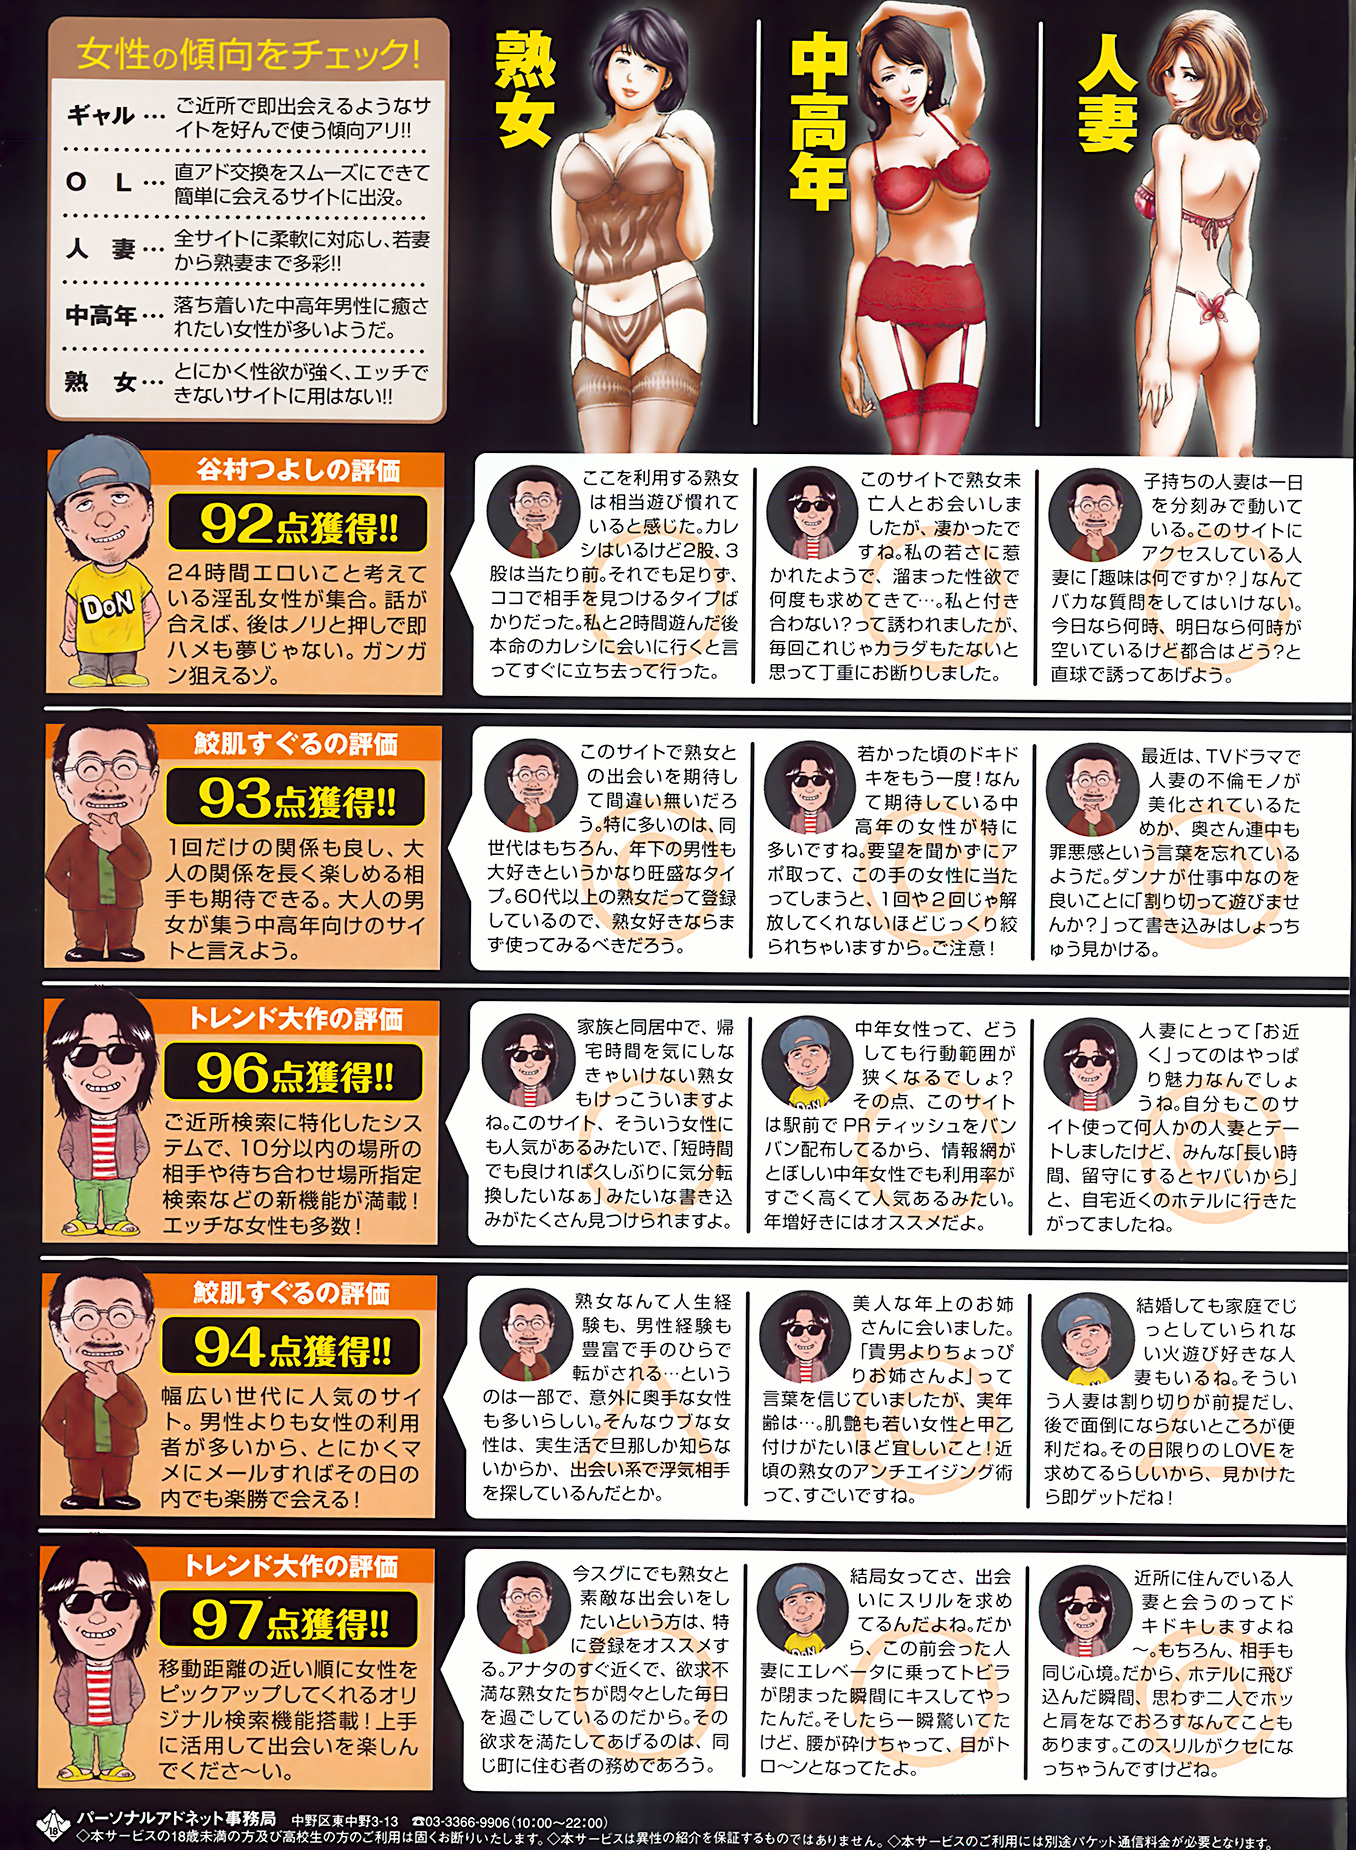 女性の傾向をチェック!
ギャル… ご近所で即出会えるようなサ
イトを好んで使う傾向アリ!!
O L… 直アド交換をスムーズにできて
簡単に会えるサイトに出没。
人 妻… 全サイトに柔軟に対応し、若妻
から熟妻まで多彩!!
中高年… 落ち着いた中高年男性に癒さ
れたい女性が多いようだ。
熟 女… とにかく性欲が強く、エッチで
きないサイトに用はない!!
熟女
中高年
人妻
谷村つよしの評価
92点獲得!!
DoN
24時間エロいこと考えて
いる淫乱女性が集合。話が
合えば、後はノリと押しで即
ハメも夢じゃない。ガンガ
ン狙えるゾ。
ここを利用する熟女
は相当遊び慣れて
いると感じた。カレ
シはいるけど2股、3
股は当たり前。それでも足りず、
ココで相手を見つけるタイプば
かりだった。私と2時間遊んだ後
本命のカレシに会いに行くと言
ってすぐに立ち去って行った。
このサイトで熟女未
亡人とお会いしま
したが、凄かったで
すね。私の若さに惹
かれたようで、溜まった性欲で
何度も求めてきて…。私と付き
合わない?って誘われましたが、
毎回これじゃカラダもたないと
思って丁重にお断りしました。
子持ちの人妻は一日
を分刻みで動いて
いる。このサイトに
アクセスしている人
妻に「趣味は何ですか?」なんて
バカな質問をしてはいけない。
今日なら何時、明日なら何時が
空いているけど都合はどう?と
直球で誘ってあげよう。
鮫肌すぐるの評価
93点獲得!!
1回だけの関係も良し、大
人の関係を長く楽しめる相
手も期待できる。大人の男
女が集う中高年向けのサイ
トと言えよう。
このサイトで熟女と
の出会いを期待し
て間違い無いだろ
う。特に多いのは、同
世代はもちろん、年下の男性も
大好きというかなり旺盛なタイ
プ。60代以上の熟女だって登録
しているので、熟女好きならま
ず使ってみるべきだろう。
若かった頃のドキド
キをもう一度!なん
て期待している中
高年の女性が特に
多いですね。要望を聞かずにア
ポ取って、この手の女性に当た
ってしまうと、1回や2回じゃ解
放してくれないほどじっくり絞
られちゃいますから。ご注意!
最近は、TVドラマで
人妻の不倫モノが
美化されているた
めか、奥さん連中も
罪悪感という言葉を忘れている
ようだ。ダンナが仕事中なのを
良いことに「割り切って遊びませ
んか?」って書き込みはしょっち
ゅう見かける。
トレンド大作の評価
96点獲得!!
ご近所検索に特化したシス
テムで、10分以内の場所の
相手や待ち合わせ場所指定
検索などの新機能が満載!
エッチな女性も多数!
家族と同居中で、帰
宅時間を気にしな
きゃいけない熟女
もけっこういますよ
ね。このサイト、そういう女性に
も人気があるみたいで、「短時間
でも良ければ久しぶりに気分転
換したいなぁ」みたいな書き込
みがたくさん見つけられますよ。
中年女性って、どう
しても行動範囲が
狭くなるでしょ?
その点、このサイト
は駅前でPRティッシュをバン
バン配布してるから、情報網が
とぼしい中年女性でも利用率が
すごく高くて人気あるみたい。
年増好きにはオススメだよ。
人妻にとって「お近
く」ってのはやっぱ
り魅力なんでしょ
うね。自分もこのサ
イト使って何人かの人妻とデー
トしましたけど、みんな「長い時
間、留守にするとヤバいから」
と、自宅近くのホテルに行きた
がってましたね。
鮫肌すぐるの評価
94点獲得!!
幅広い世代に人気のサイ
ト。男性よりも女性の利用
者が多いから、とにかくマ
メにメールすればその日の
内でも楽勝で会える!
熟女なんて人生経
験も、男性経験も
豊富で手のひらで
転がされる…という
のは一部で、意外に奥手な女性
も多いらしい。そんなウブな女
性は、実生活で旦那しか知らな
いからか、出会い系で浮気相手
を探しているんだとか。
美人な年上のお姉
さんに会いました。
「貴男よりちょっぴ
りお姉さんよ」って
言葉を信じていましたが、実年
齢は…。肌艶も若い女性と甲乙
付けがたいほど宜しいこと!近
頃の熟女のアンチエイジング術
って、すごいですね。
結婚しても家庭でじ
っとしていられな
い火遊び好きな人
妻もいるね。そうい
う人妻は割り切りが前提だし、
後で面倒にならないところが便
利だね。その日限りのLOVEを
求めてるらしいから、見かけた
ら即ゲットだね!
トレンド大作の評価
97点獲得!!
移動距離の近い順に女性を
ピックアップしてくれるオリ
ジナル検索機能搭載!上手
に活用して出会いを楽しん
でくださ〜い。
今スグにでも熟女と
素敵な出会いをし
たいという方は、特
に登録をオススメす
る。アナタのすぐ近くで、欲求不
満な熟女たちが悶々とした毎日
を過ごしているのだから。その
欲求を満たしてあげるのは、同
じ町に住む者の務めであろう。
結局女ってさ、出会
いにスリルを求め
てるんだよね。だか
ら、この前会った人
妻にエレベータに乗ってトビラ
が閉まった瞬間にキスしてやっ
たんだ。そしたら一瞬驚いてた
けど、腰が砕けちゃって、目がト
ロ〜ンとなってたよ。
近所に住んでいる人
妻と会うのってド
キドキしますよね
〜。もちろん、相手も
同じ心境。だから、ホテルに飛び
込んだ瞬間、思わず二人でホッ
と肩をなでおろすなんてことも
あります。このスリルがクセにな
っちゃうんですけどね。
18 パーソナルアドネット事務局 中野区東中野3-13 ☎03-3366-9906(10:00〜22:00)
◇本サービスの18歳未満の方及び高校生の方のご利用は固くお断りいたします。◇本サービスは異性の紹介を保証するものではありません。◇本サービスのご利用には別途パケット通信料金が必要となります。